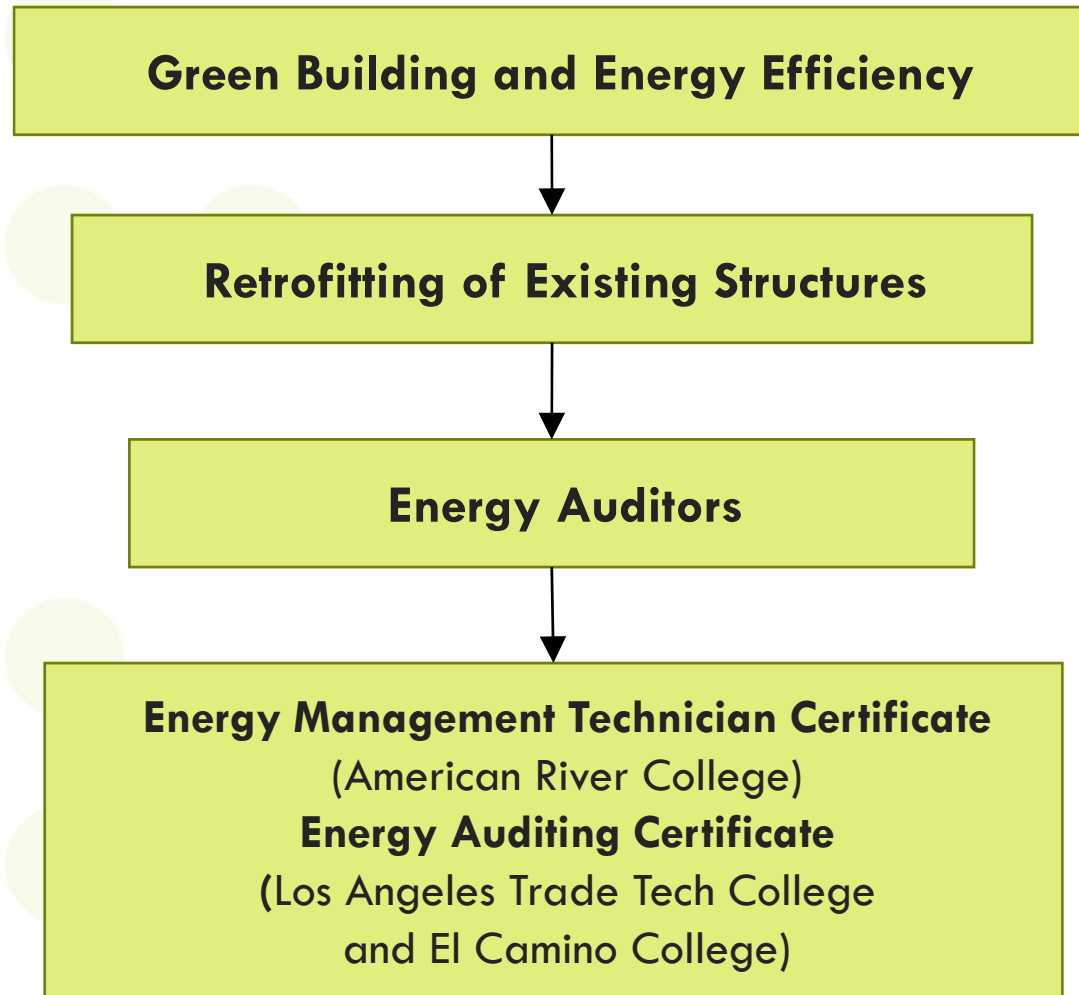 Green Building and Energy Efficiency
Retrofitting of Existing Structures
Energy Auditors
Energy Management Technician Certificate
(American River College)
Energy Auditing Certificate
(Los Angeles Trade Tech College
and El Camino College)